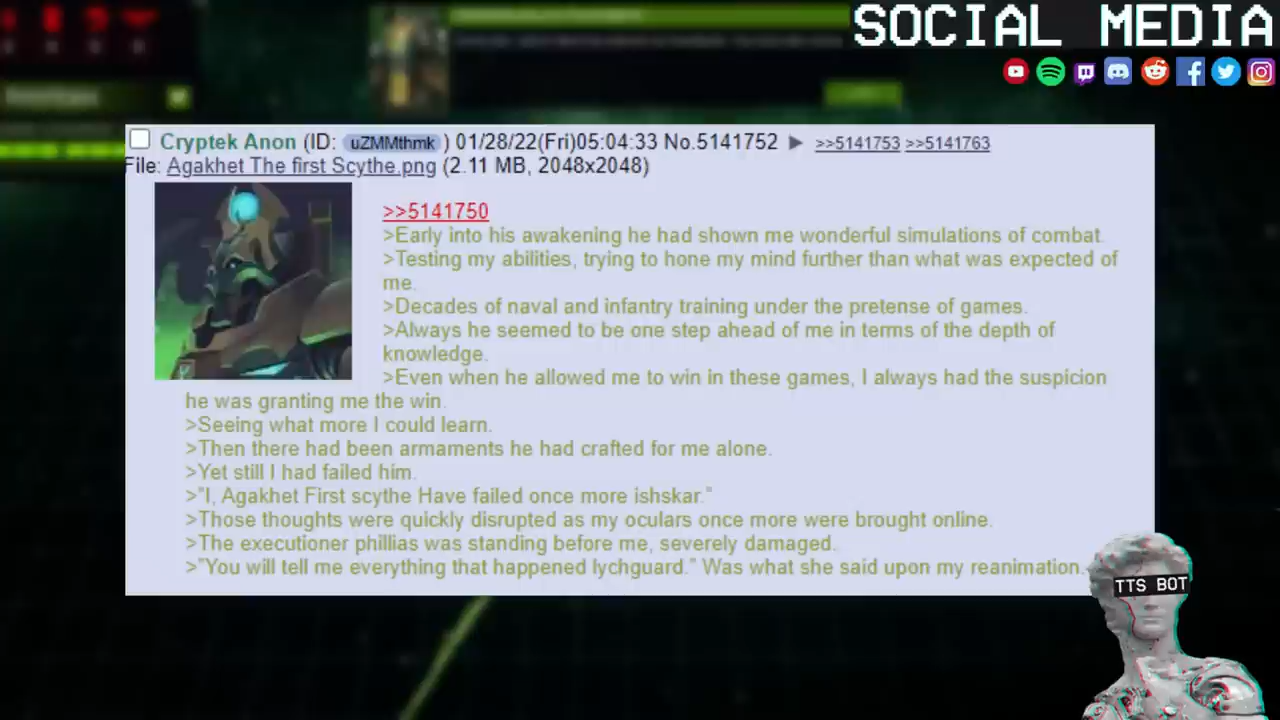 SOCIAL MEDIA
Cryptek Anon (ID: uZMMthmk ) 01/28/22(Fri)05:04:33 No.5141752 ▶ >>5141753 >>5141763
File: Agakhet The first Scythe.png (2.11 MB, 2048x2048)
>>5141750
>Early into his awakening he had shown me wonderful simulations of combat.
>Testing my abilities, trying to hone my mind further than what was expected of
me.
>Decades of naval and infantry training under the pretense of games.
>Always he seemed to be one step ahead of me in terms of the depth of
knowledge.
>Even when he allowed me to win in these games, I always had the suspicion
he was granting me the win.
>Seeing what more I could learn.
>Then there had been armaments he had crafted for me alone.
>Yet still I had failed him.
>"I, Agakhet First scythe Have failed once more ishskar."
>Those thoughts were quickly disrupted as my oculars once more were brought online.
>The executioner phillias was standing before me, severely damaged.
>"You will tell me everything that happened lychguard." Was what she said upon my reanimation.
TTS BOT